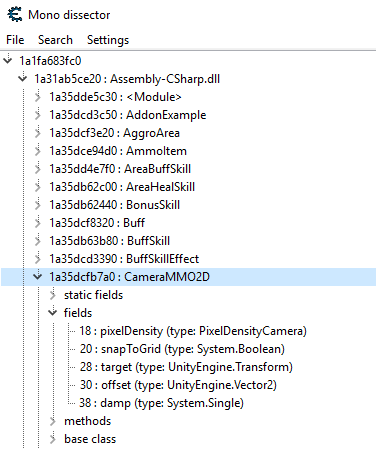 Mono dissector
File Search Settings
1a1fa683fc0
1a31ab5ce20 : Assembly-CSharp.dll
1a35dde5c30 : <Module>
1a35dcd3c50 : AddonExample
1a35dcf3e20 : AggroArea
1a35dce94d0 : AmmoItem
1a35dd4e7f0 : AreaBuffSkill
1a35db62c00 : AreaHealSkill
1a35db62440 : BonusSkill
1a35dcf8320 : Buff
1a35db63b80 : BuffSkill
1a35dcd3390 : BuffSkillEffect
1a35dcfb7a0 : CameraMMO2D
static fields
fields
18 : pixelDensity (type: PixelDensityCamera)
20 : snapToGrid (type: System.Boolean)
28 : target (type: UnityEngine.Transform)
30 : offset (type: UnityEngine.Vector2)
38 : damp (type: System.Single)
methods
base class